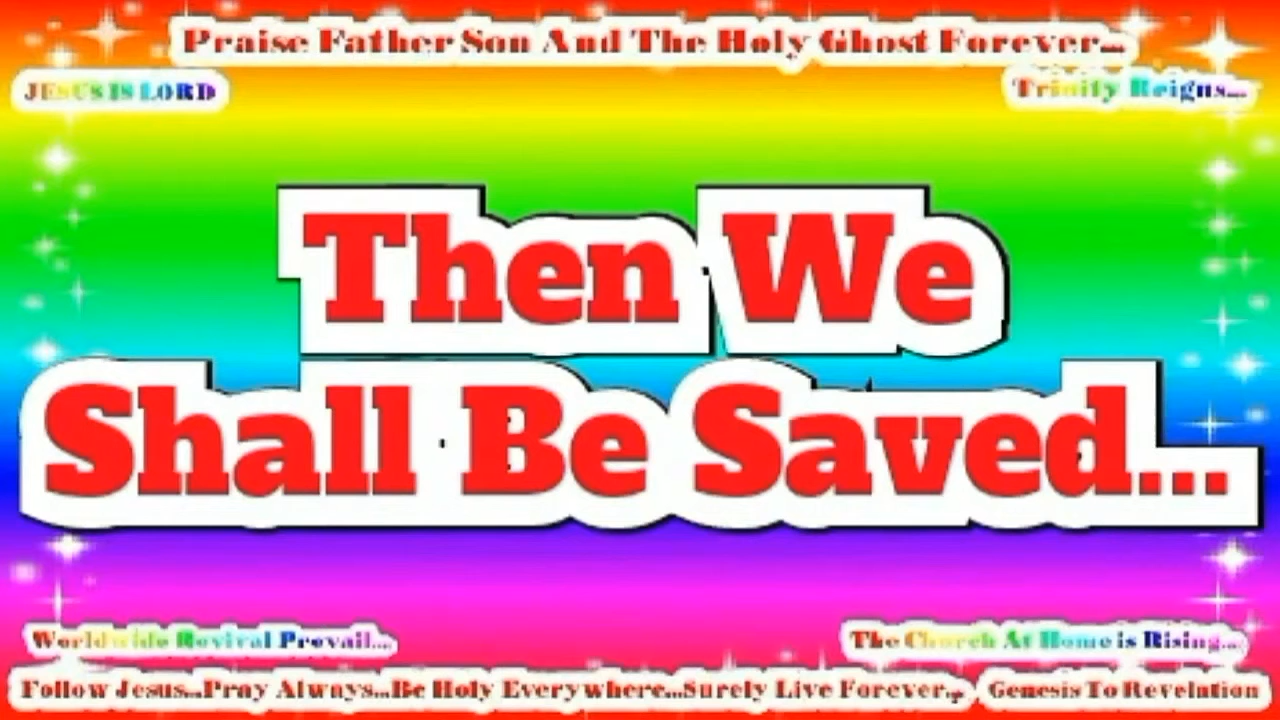 Praise Father Son And The Holy Ghost Forever...
JESUS IS LORD
Trinity Reigns...
Then We
Shall Be Saved...
Worldwide Revival Prevail...
The Church At Home is Rising...
Follow Jesus...Pray Always...Be Holy Everywhere...Surely Live Forever..,
Genesis To Revelation